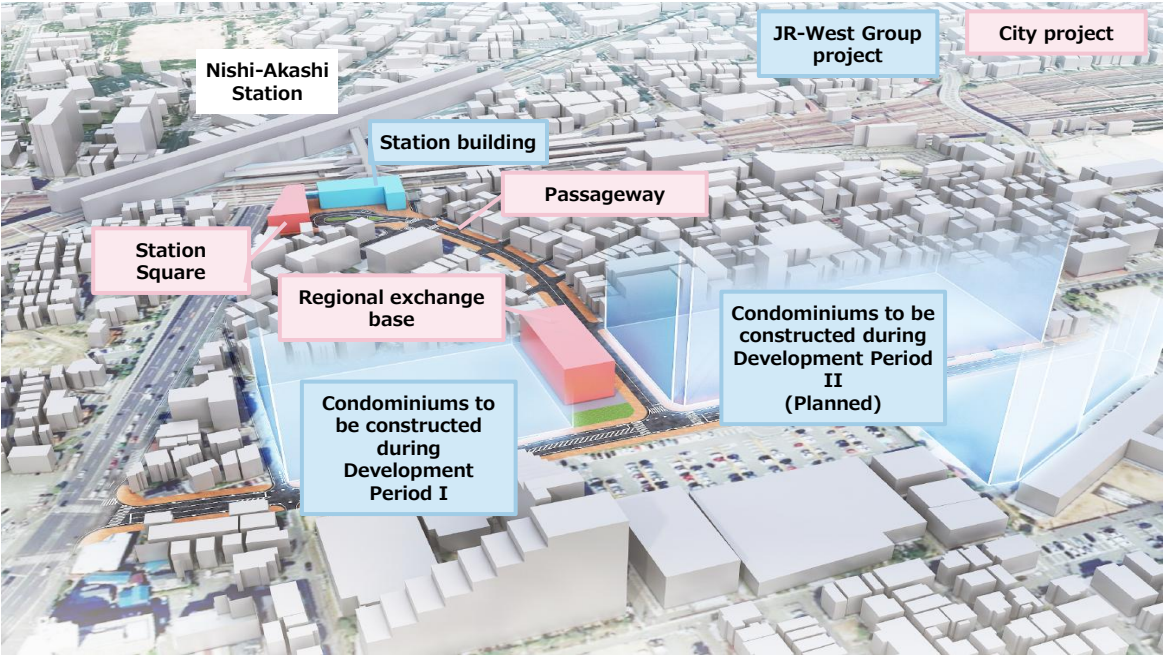 JR-West Group
project
City project
Nishi-Akashi
Station
Station building
Passageway
Station
Square
Regional exchange
base
Condominiums to be
constructed during
Development Period
II
(Planned)
Condominiums to
be constructed
during
Development
Period I